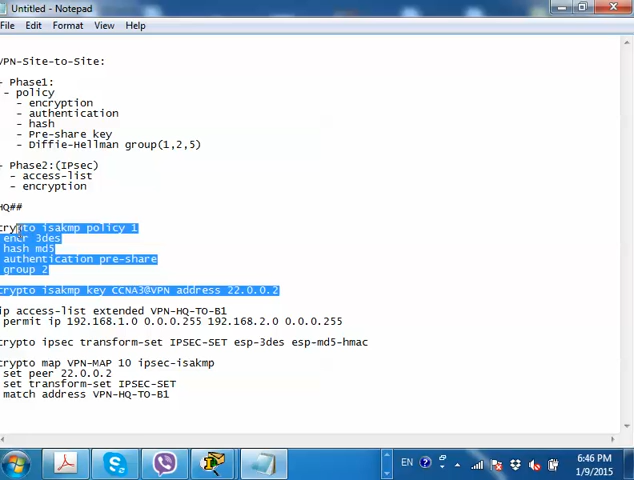 Untitled - Notepad
File Edit Format View Help
VPN-Site-to-Site:
- Phase1:
- policy
- encryption
- authentication
- hash
- Pre-share key
- Diffie-Hellman group(1,2,5)
- Phase2:(IPsec)
- access-list
- encryption
HQ##
crypto isakmp policy 1
encr 3des
hash md5
authentication pre-share
group 2
crypto isakmp key CCNA3@VPN address 22.0.0.2
ip access-list extended VPN-HQ-TO-B1
permit ip 192.168.1.0 0.0.0.255 192.168.2.0 0.0.0.255
crypto ipsec transform-set IPSEC-SET esp-3des esp-md5-hmac
crypto map VPN-MAP 10 ipsec-isakmp
set peer 22.0.0.2
set transform-set IPSEC-SET
match address VPN-HQ-TO-B1
EN
6:46 PM
1/9/2015